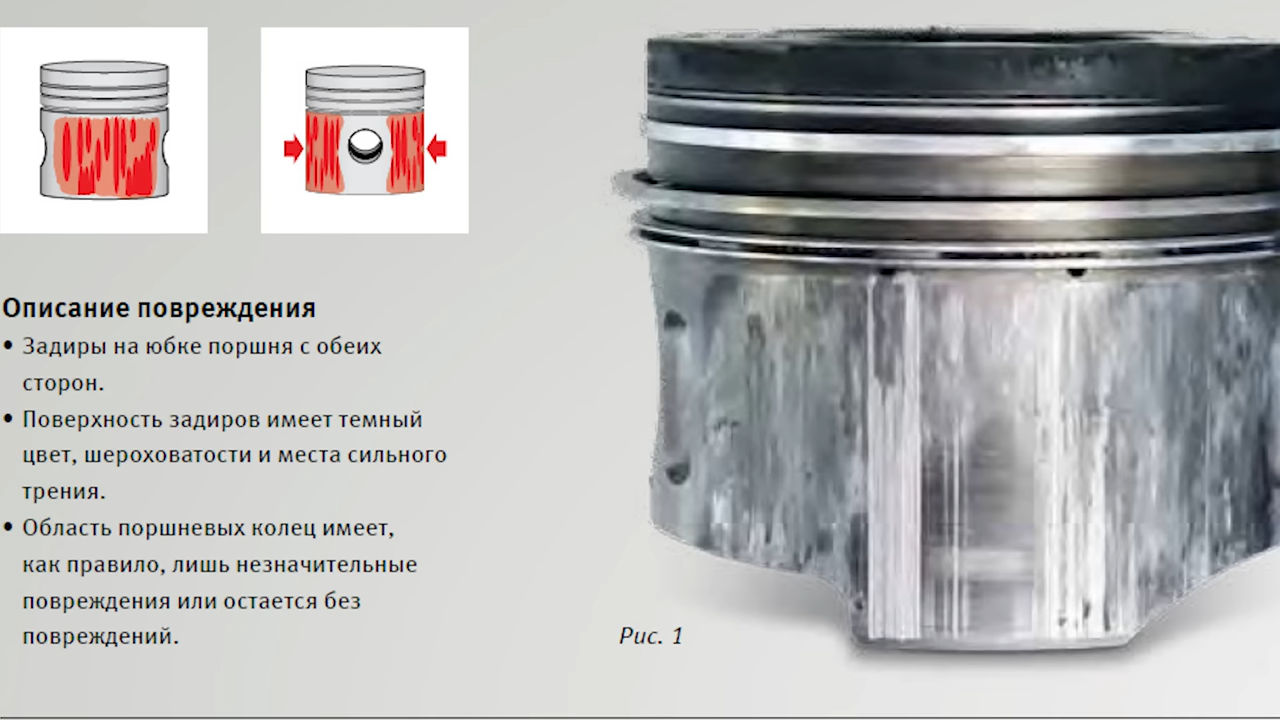 Описание повреждения
• Задиры на юбке поршня с обеих
сторон.
• Поверхность задиров имеет темный
цвет, шероховатости и места сильного
трения.
• Область поршневых колец имеет,
как правило, лишь незначительные
повреждения или остается без
повреждений.
Рис. 1